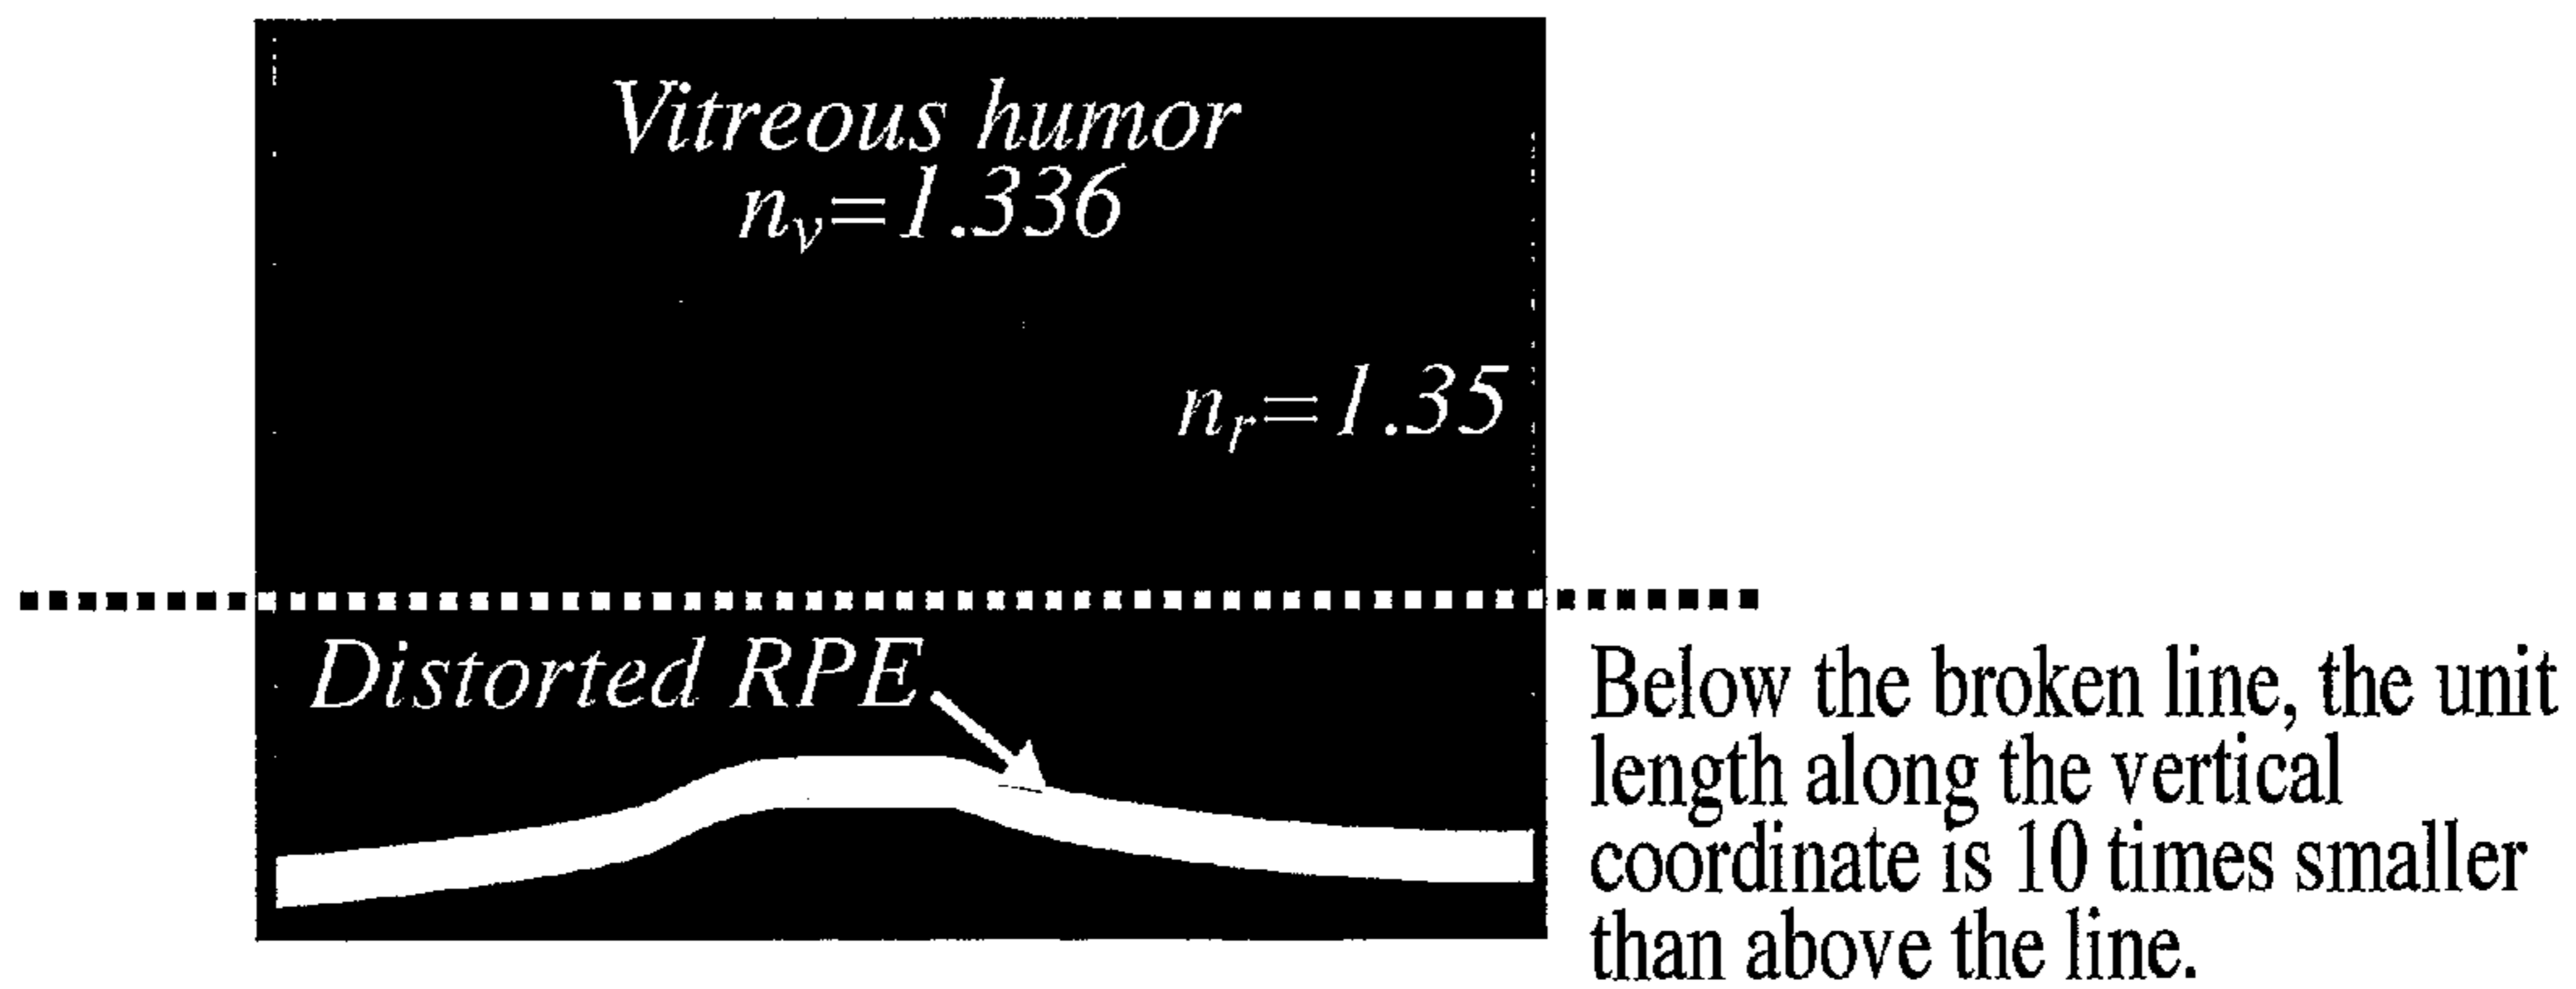 Vitreous humor
nᵥ=1.336
nᵣ=1.35
Distorted RPE
Below the broken line, the unit
length along the vertical
coordinate is 10 times smaller
than above the line.